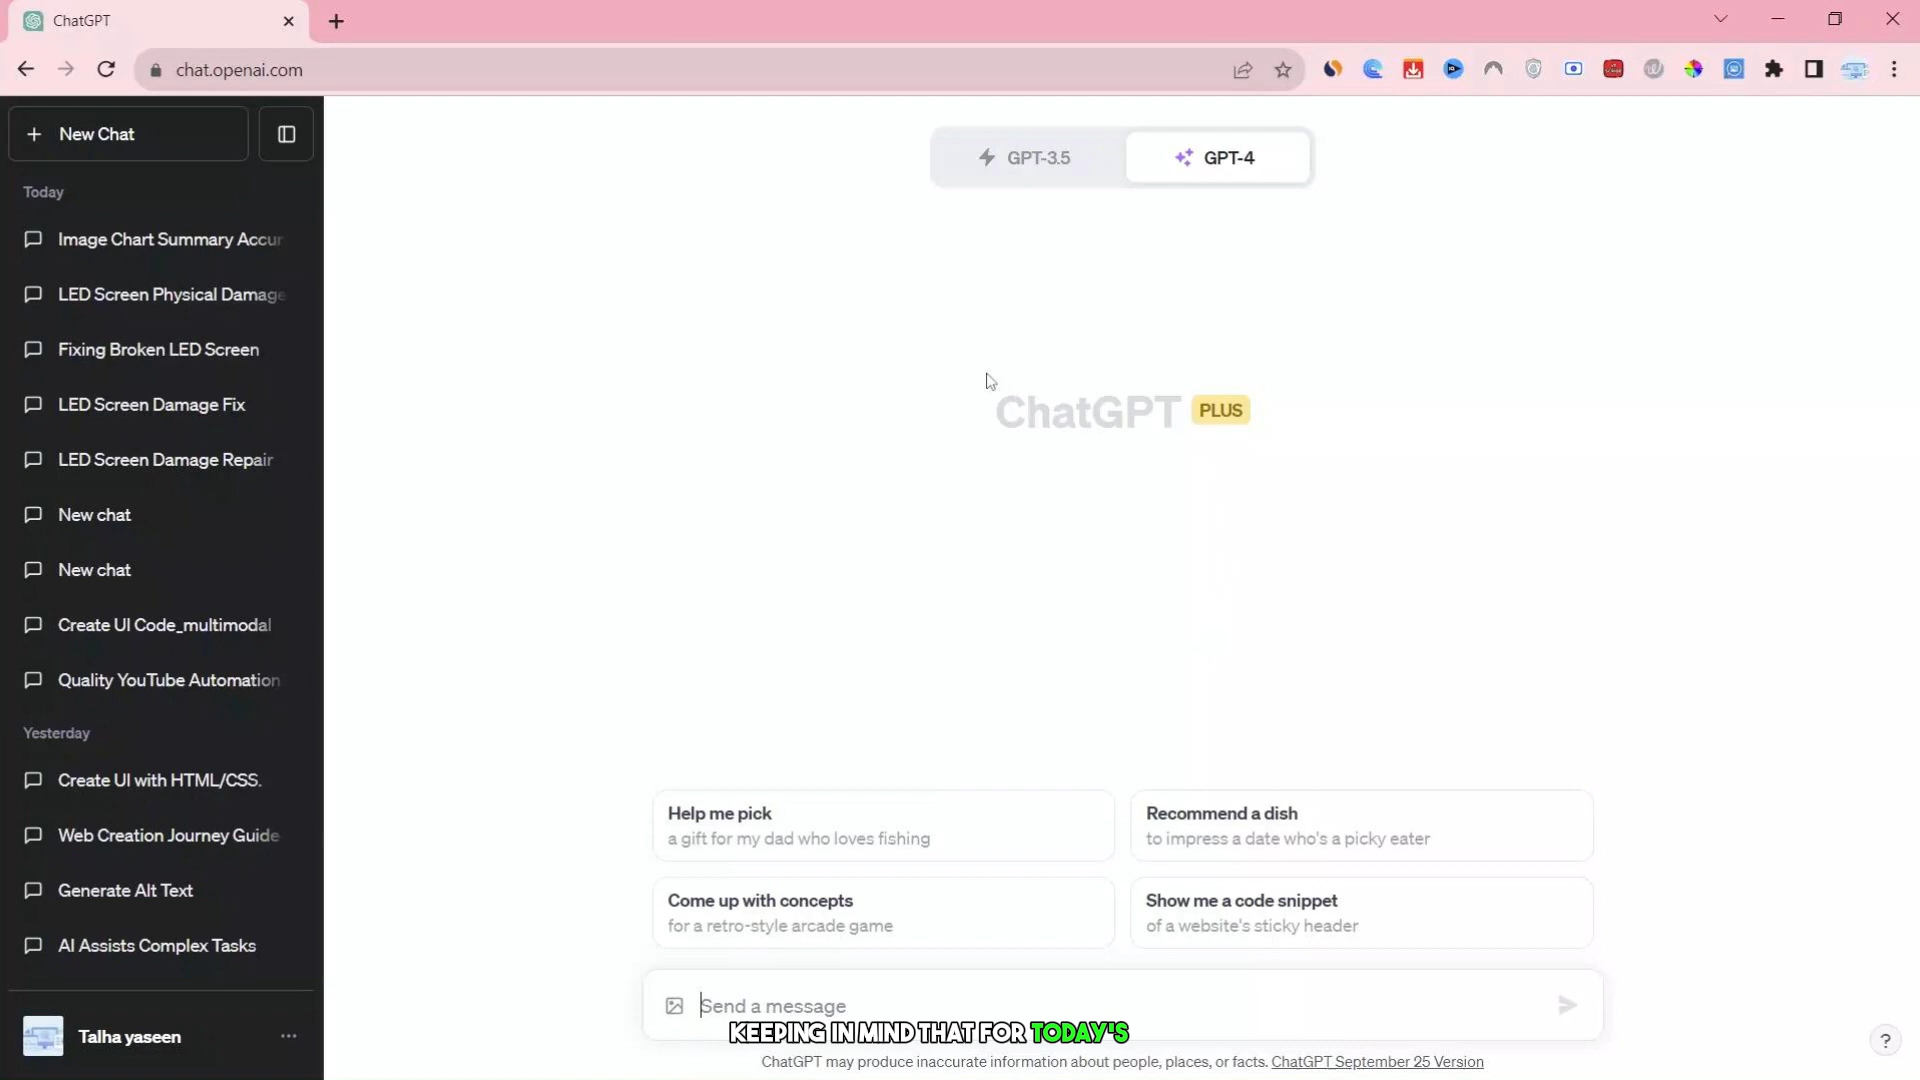 ChatGPT
chat.openai.com
New Chat
Today
Image Chart Summary Accur
LED Screen Physical Damage
Fixing Broken LED Screen
LED Screen Damage Fix
LED Screen Damage Repair
New chat
New chat
Create UI Code_multimodal
Quality YouTube Automation
Yesterday
Create UI with HTML/CSS.
Web Creation Journey Guide
Generate Alt Text
AI Assists Complex Tasks
Talha yaseen
GPT-3.5
GPT-4
ChatGPT PLUS
Help me pick
a gift for my dad who loves fishing
Recommend a dish
to impress a date who's a picky eater
Come up with concepts
for a retro-style arcade game
Show me a code snippet
of a website's sticky header
Send a message
KEEPING IN MIND THAT FOR TODAY'S
ChatGPT may produce inaccurate information about people, places, or facts. ChatGPT September 25 Version
?